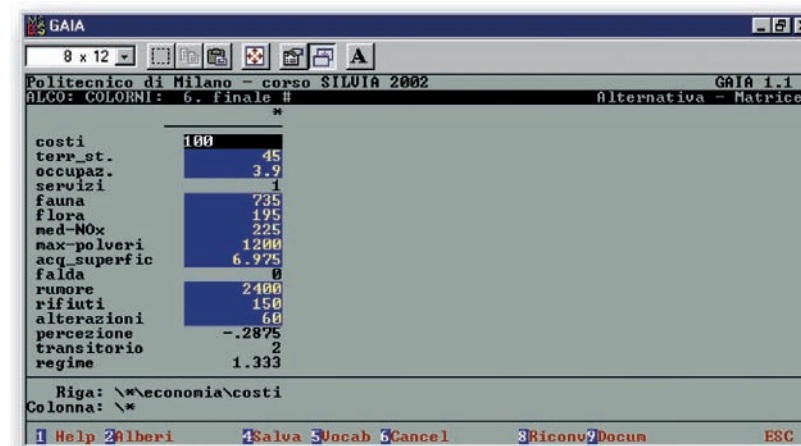 GAIA
8 x 12 A
Politecnico di Milano - corso SILVIA 2002 GAIA 1.1
ALCO: COLORNI: 6. finale # Alternativa - Matrice
*
costi 100
terr_st. 45
occupaz. 3.9
servizi 1
fauna 735
flora 195
med-NOx 225
max-polveri 1200
acq_superfic 6.975
falda 0
rumore 2400
rifiuti 150
alterazioni 60
percezione -.2875
transitorio 2
regime 1.333
Riga: \*\economia\costi
Colonna: \*
1 Help 2Alberi 4Salva 5Vocab 6Cancel 8Riconv9Docum ESC